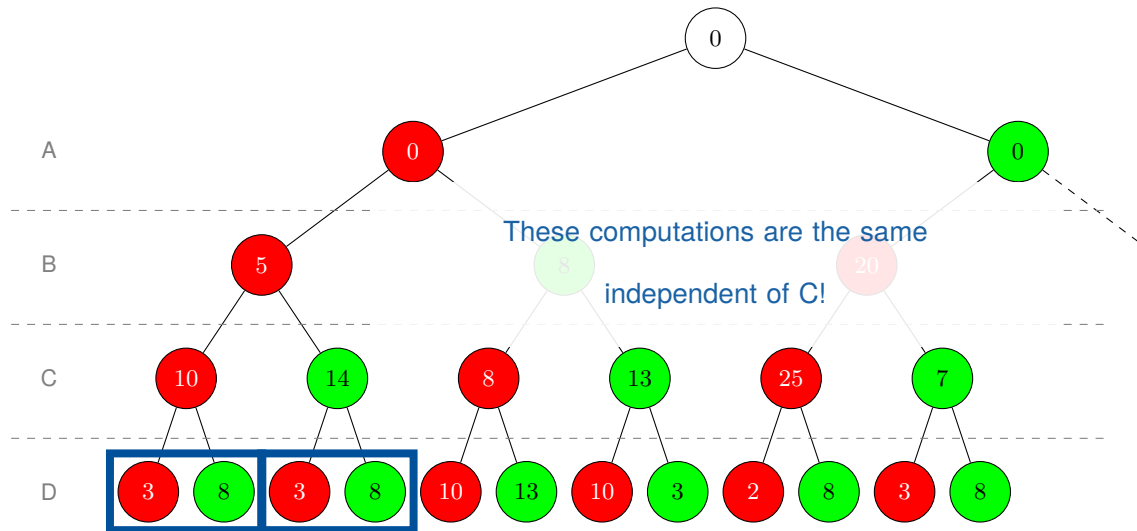 0
A 0 0
These computations are the same
B 5 8 20
independent of C!
C 10 14 8 13 25 7
D 3 8 3 8 10 13 10 3 2 8 3 8